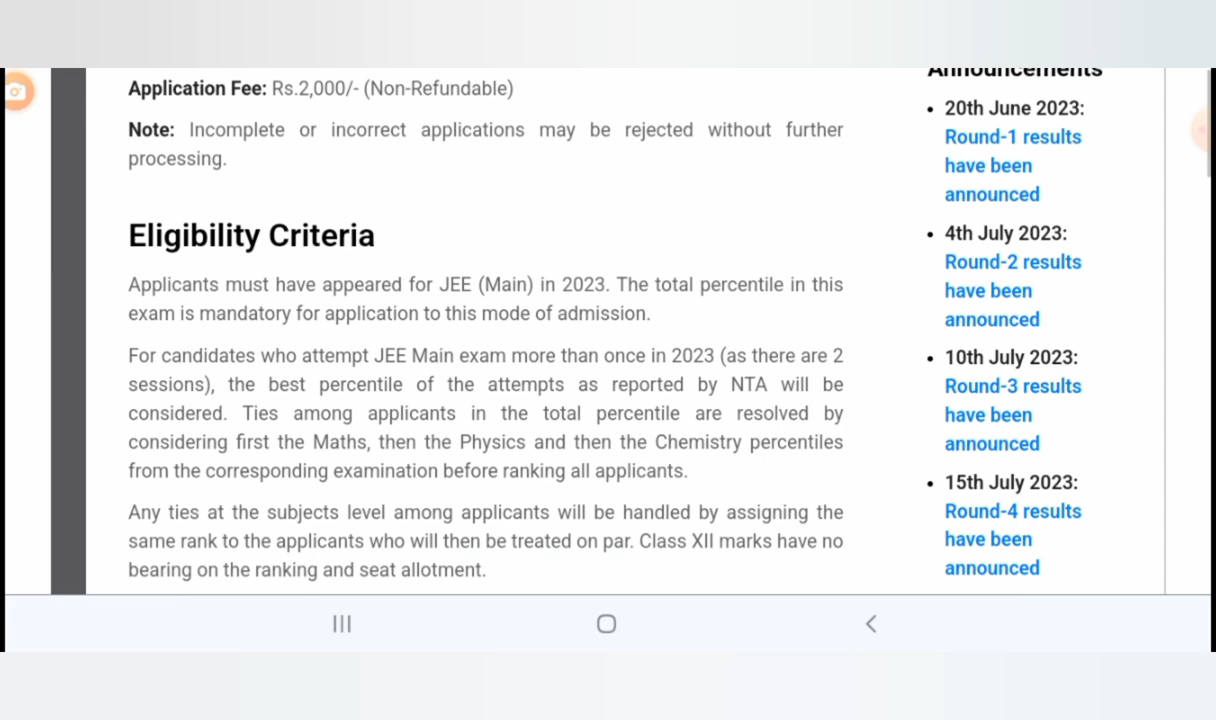 Application Fee: Rs.2,000/- (Non-Refundable)
Note: Incomplete or incorrect applications may be rejected without further
processing.
Eligibility Criteria
Applicants must have appeared for JEE (Main) in 2023. The total percentile in this
exam is mandatory for application to this mode of admission.
For candidates who attempt JEE Main exam more than once in 2023 (as there are 2
sessions), the best percentile of the attempts as reported by NTA will be
considered. Ties among applicants in the total percentile are resolved by
considering first the Maths, then the Physics and then the Chemistry percentiles
from the corresponding examination before ranking all applicants.
Any ties at the subjects level among applicants will be handled by assigning the
same rank to the applicants who will then be treated on par. Class XII marks have no
bearing on the ranking and seat allotment.
Announcements
20th June 2023:
Round-1 results
have been
announced
4th July 2023:
Round-2 results
have been
announced
10th July 2023:
Round-3 results
have been
announced
15th July 2023:
Round-4 results
have been
announced